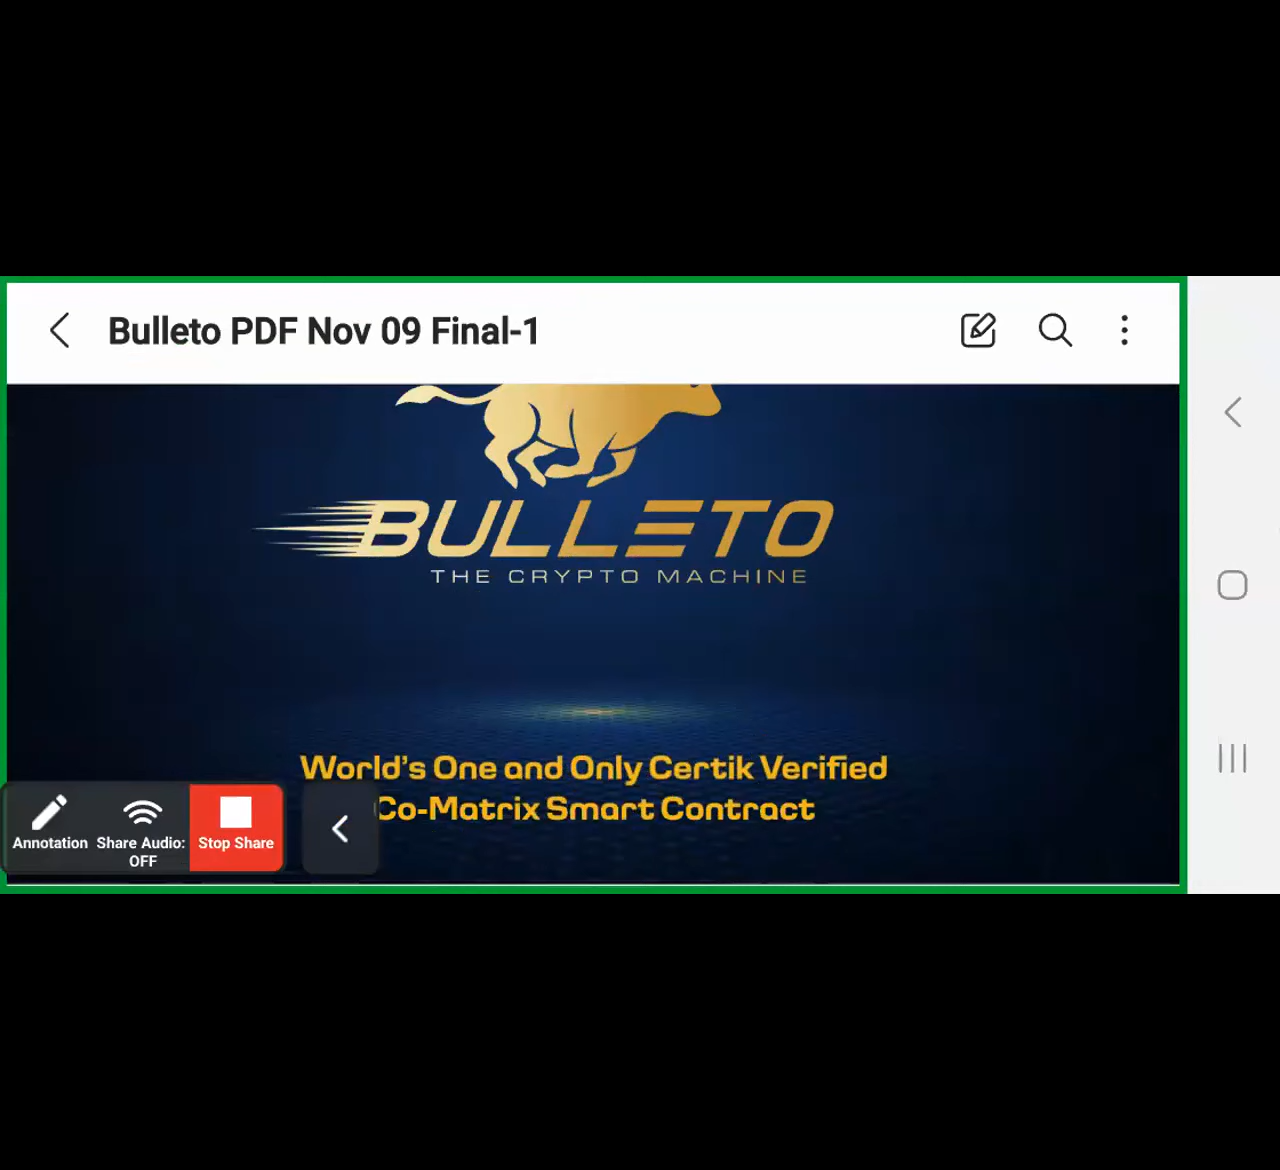 Bulleto PDF Nov 09 Final-1
BULLETO
THE CRYPTO MACHINE
World's One and Only Certik Verified
Co-Matrix Smart Contract
Annotation
Share Audio:
OFF
Stop Share